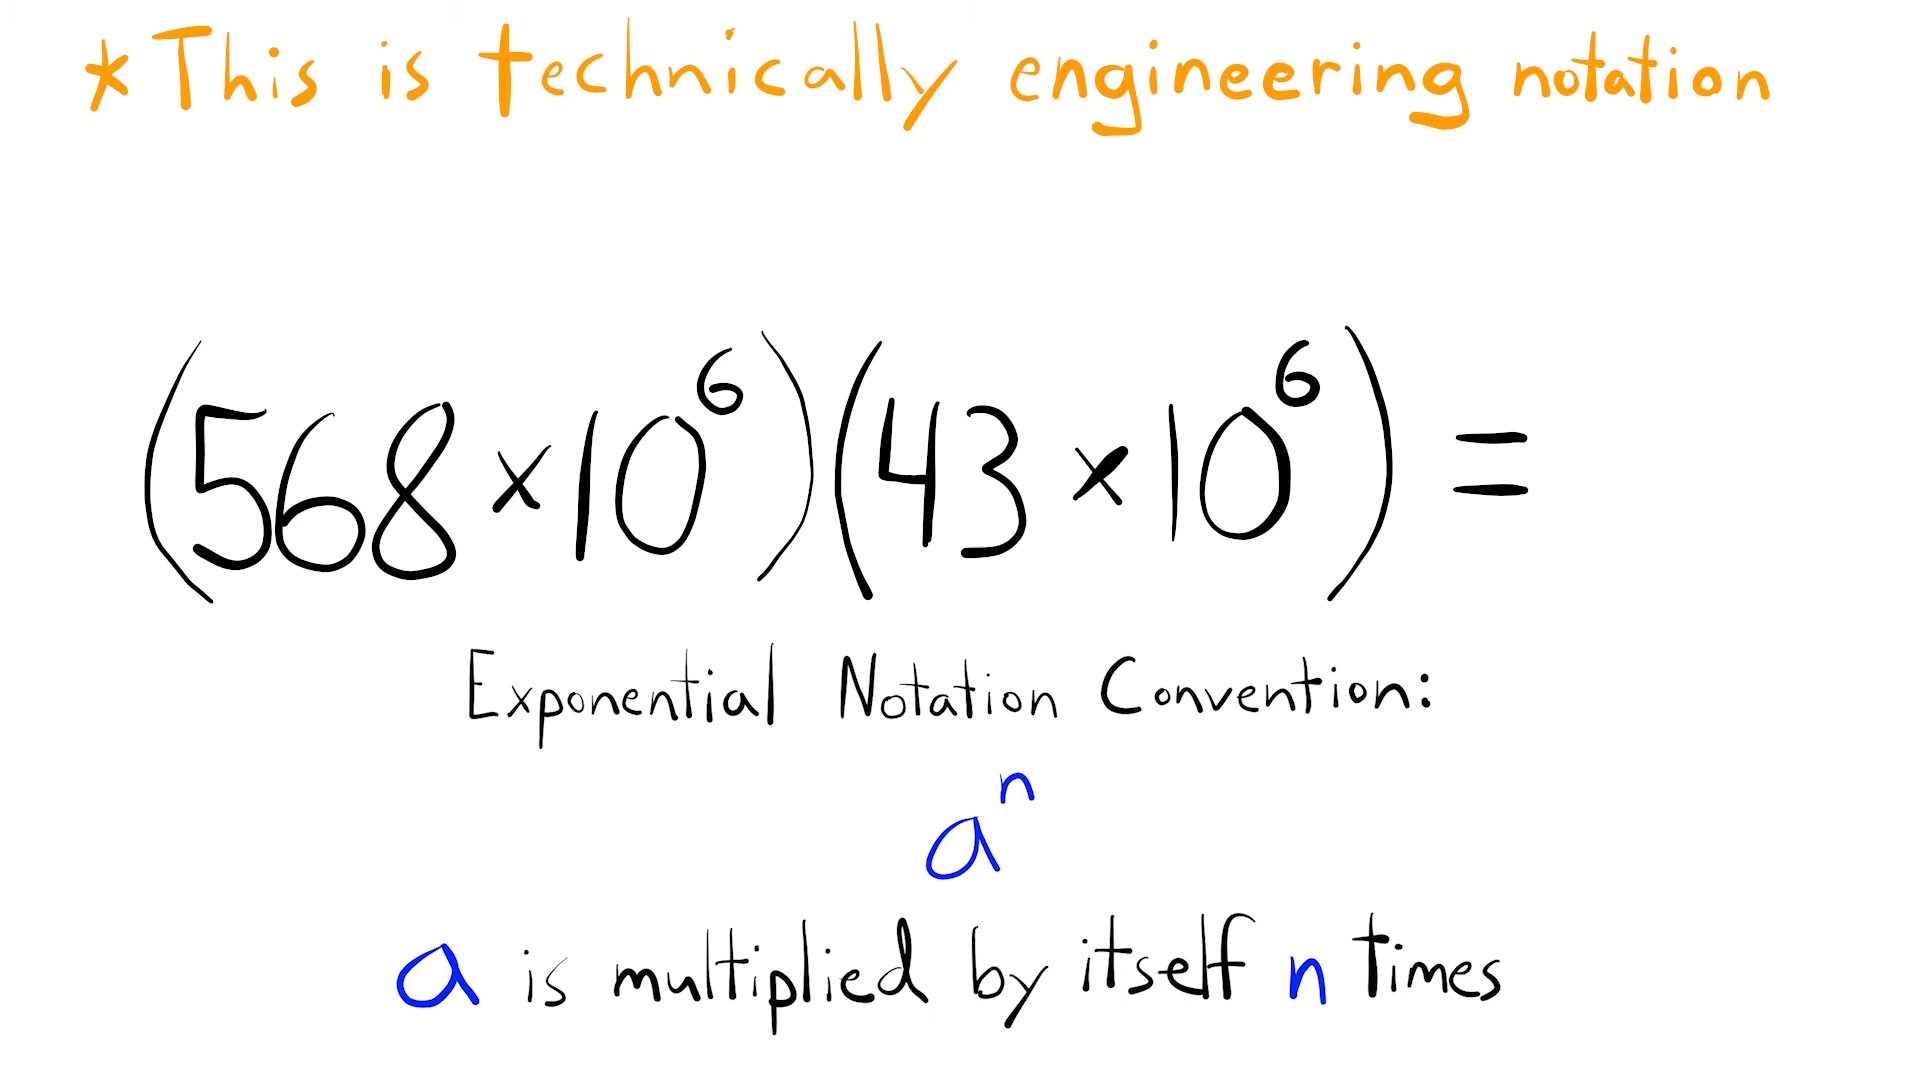 *This is technically engineering notation
(568×10⁶)(43×10⁶)=
Exponential Notation Convention:
aⁿ
a is multiplied by itself n times